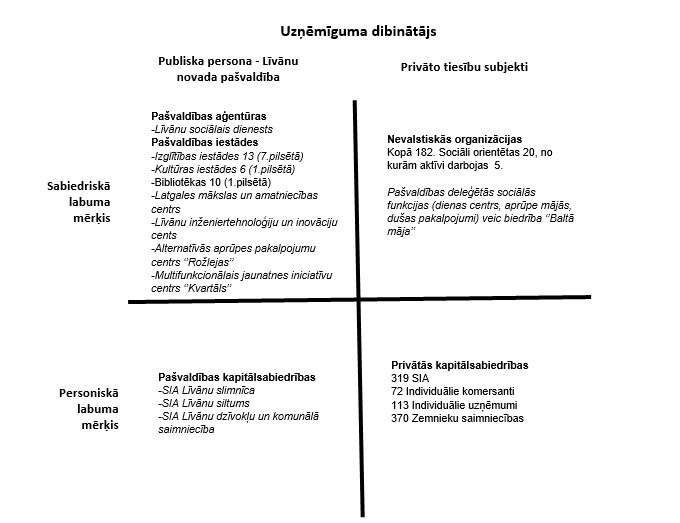 Uzņēmīguma dibinātājs
Publiska persona - Līvānu
novada pašvaldība
Privāto tiesību subjekti
Sabiedriskā
labuma
mērķis
Pašvaldības aģentūras
-Līvānu sociālais dienests
Pašvaldības iestādes
-Izglītības iestādes 13 (7.pilsētā)
-Kultūras iestādes 6 (1.pilsētā)
-Bibliotēkas 10 (1.pilsētā)
-Latgales mākslas un amatniecības
centrs
-Līvānu inženiertehnoloģiju un inovāciju
cents
-Alternatīvās aprūpes pakalpojumu
centrs “Rožlejas”
-Multifunkcionālais jaunatnes iniciatīvu
centrs “Kvartāls”
Nevalstiskās organizācijas
Kopā 182. Sociāli orientētas 20, no
kurām aktīvi darbojas  5.
Pašvaldības deleģētās sociālās
funkcijas (dienas centrs, aprūpe mājās,
dušas pakalpojumi) veic biedrība “Baltā
māja”
Personiskā
labuma
mērķis
Pašvaldības kapitālsabiedrības
-SIA Līvānu slimnīca
-SIA Līvānu siltums
-SIA Līvānu dzīvokļu un komunālā
saimniecība
Privātās kapitālsabiedrības
319 SIA
72 Individuālie komersanti
113 Individuālie uzņēmumi
370 Zemnieku saimniecības